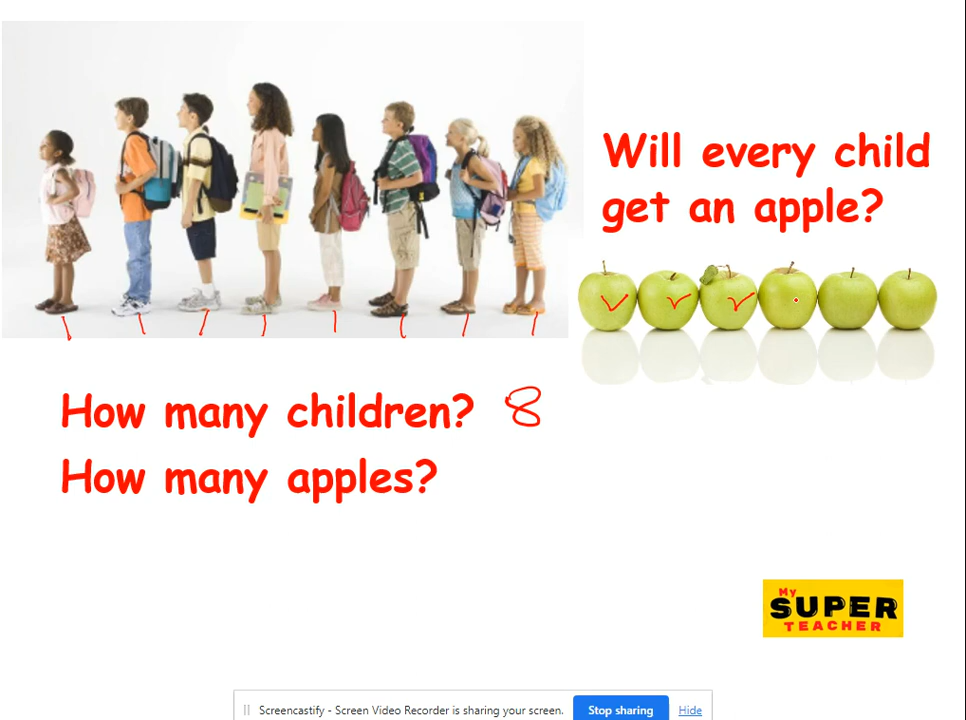 Will every child
get an apple?
How many children? 8
How many apples?
My
SUPER
TEACHER
Screencastify - Screen Video Recorder is sharing your screen. Stop sharing Hide